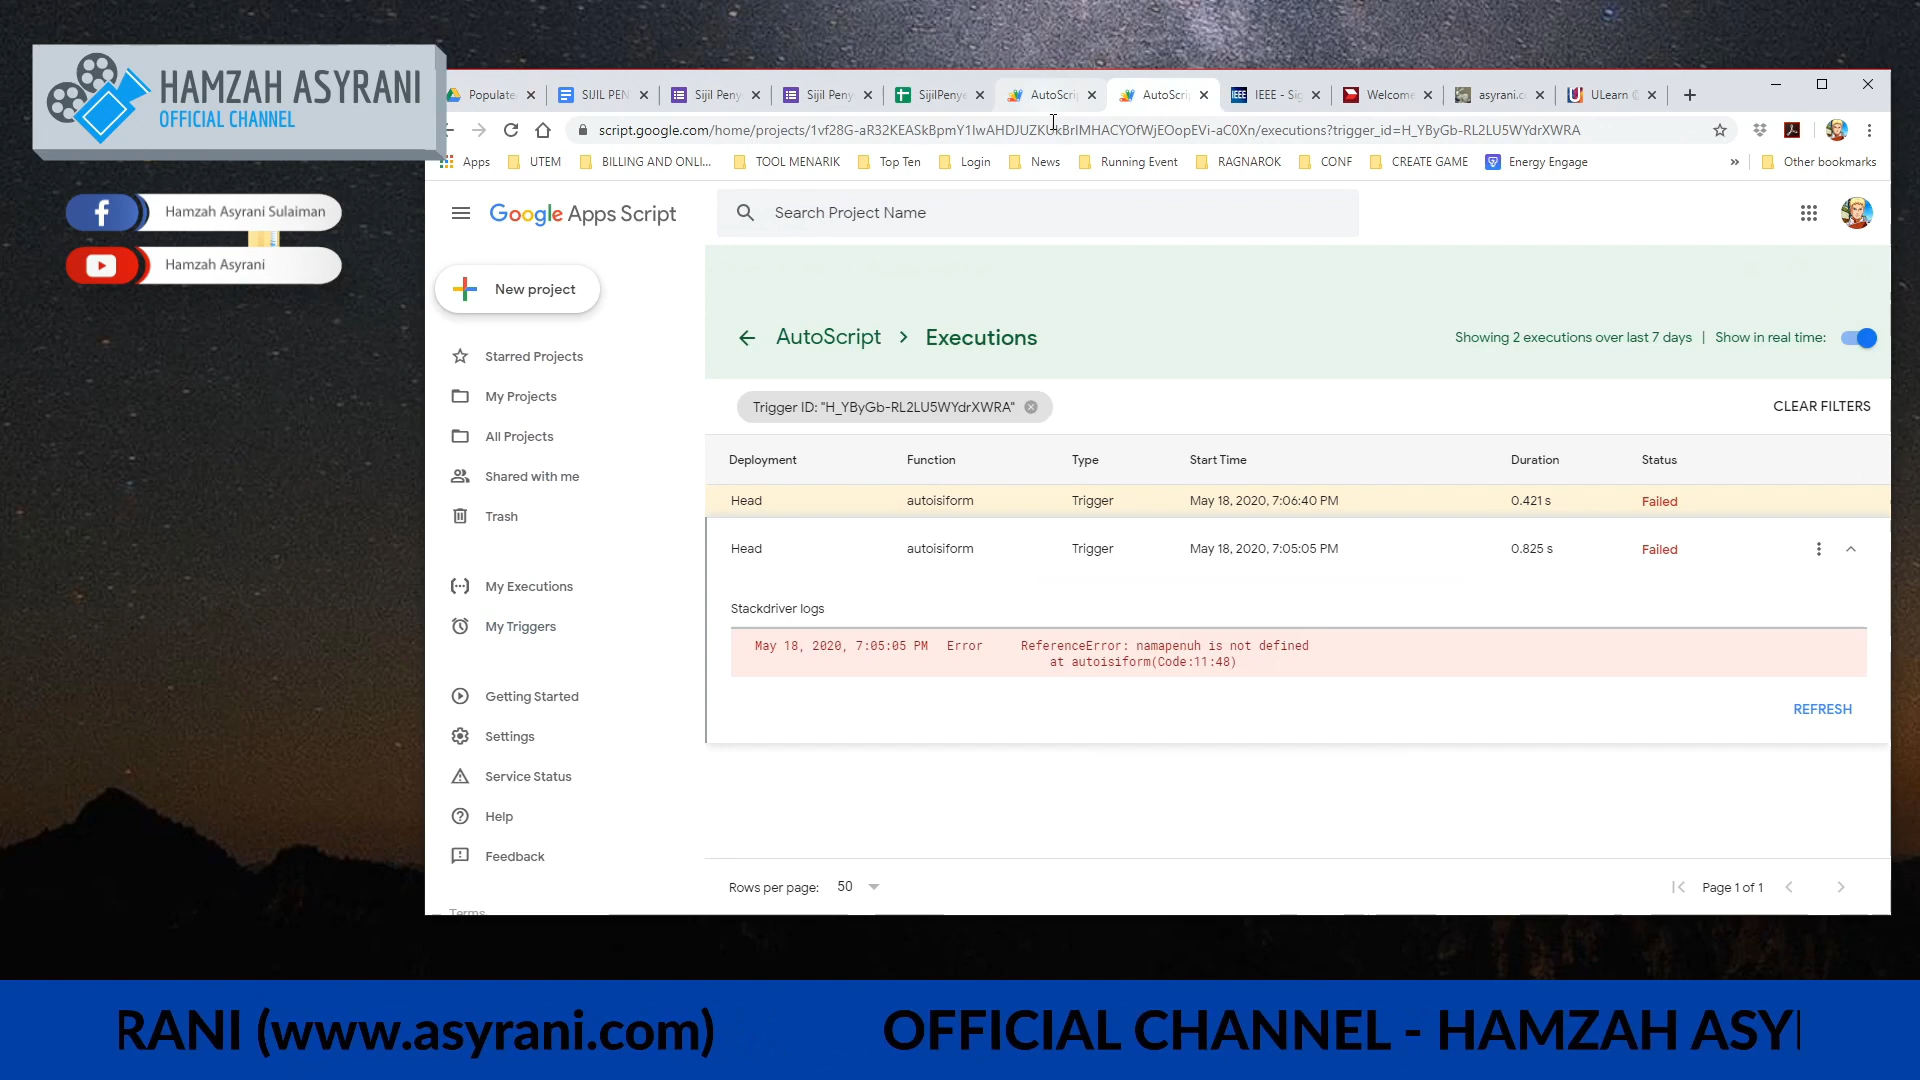 HAMZAH ASYRANI
OFFICIAL CHANNEL
Hamzah Asyrani Sulaiman
Hamzah Asyrani
Populate
SIJIL PEN
Sijil Peny
Sijil Peny
SijilPenye
AutoScri
AutoScri
IEEE - Sig
Welcome
asyrani.c
ULearn
script.google.com/home/projects/1vf28G-aR32KEASkBpmY1IwAHDJUZKUkBrIMHACYOfWjEOopEVi-aC0Xn/executions?trigger_id=H_YByGb-RL2LU5WYdrXWRA
Apps
UTEM
BILLING AND ONLI...
TOOL MENARIK
Top Ten
Login
News
Running Event
RAGNAROK
CONF
CREATE GAME
Energy Engage
»
Other bookmarks
Google Apps Script
Search Project Name
New project
Starred Projects
My Projects
All Projects
Shared with me
Trash
My Executions
My Triggers
Getting Started
Settings
Service Status
Help
Feedback
Terms
AutoScript > Executions
Showing 2 executions over last 7 days | Show in real time:
Trigger ID: "H_YByGb-RL2LU5WYdrXWRA"
CLEAR FILTERS
Deployment Function Type Start Time Duration Status
Head autoisiform Trigger May 18, 2020, 7:06:40 PM 0.421 s Failed
Head autoisiform Trigger May 18, 2020, 7:05:05 PM 0.825 s Failed
Stackdriver logs
May 18, 2020, 7:05:05 PM Error ReferenceError: namapenuh is not defined
at autoisiform(Code:11:48)
REFRESH
Rows per page: 50
Page 1 of 1
RANI (www.asyrani.com) OFFICIAL CHANNEL - HAMZAH ASY